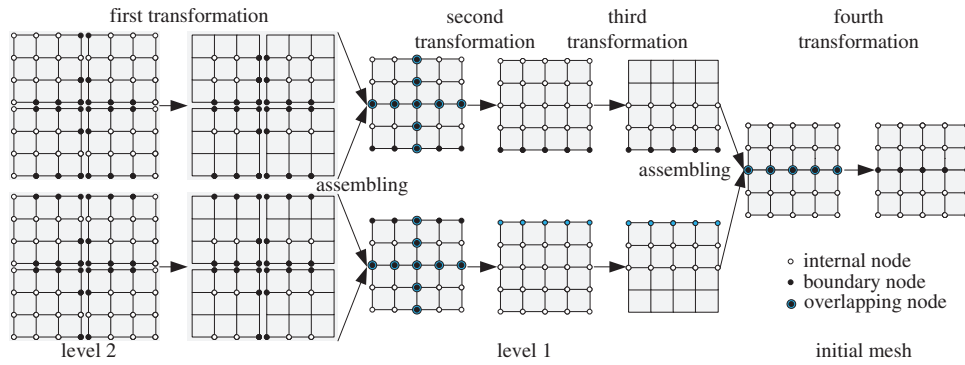 first transformation
second
transformation
third
transformation
fourth
transformation
assembling
assembling
internal node
boundary node
overlapping node
level 2
level 1
initial mesh